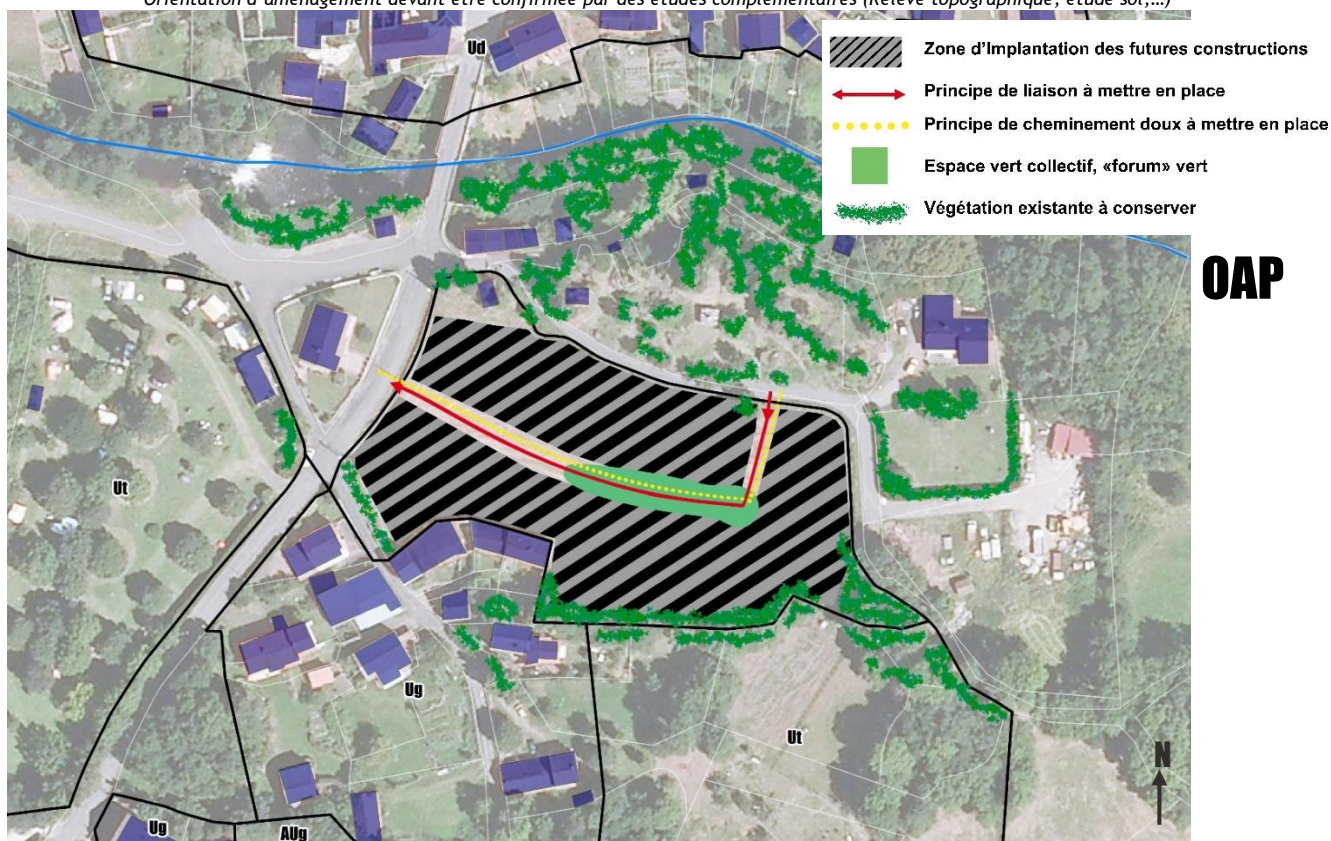 Orientation d'aménagement devant être confirmée par des études complémentaires (Relevé topographique, étude sol,…)
Ud
Zone d'Implantation des futures constructions
Principe de liaison à mettre en place
Principe de cheminement doux à mettre en place
Espace vert collectif, «forum» vert
Végétation existante à conserver
OAP
Ut
Ug
Ut
N
Ug
AUg